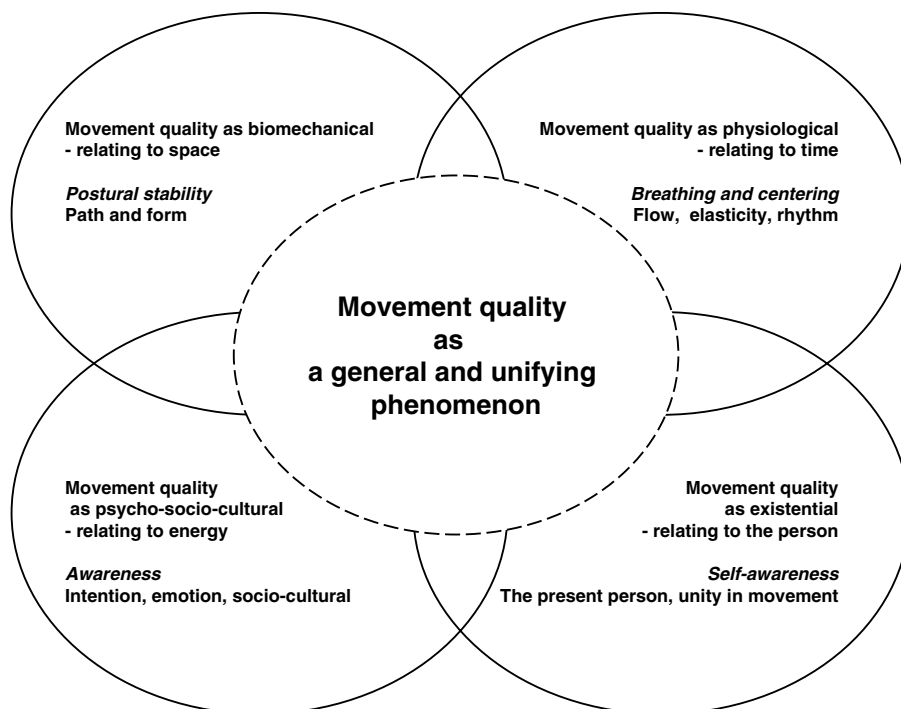 Movement quality as biomechanical
- relating to space
Postural stability
Path and form
Movement quality as physiological
- relating to time
Breathing and centering
Flow, elasticity, rhythm
Movement quality
as
a general and unifying
phenomenon
Movement quality
as psycho-socio-cultural
- relating to energy
Awareness
Intention, emotion, socio-cultural
Movement quality
as existential
- relating to the person
Self-awareness
The present person, unity in movement